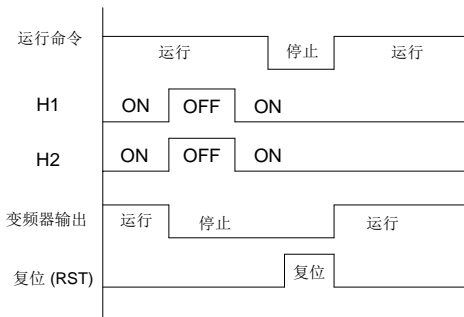 运行命令 运行 停止 运行
H1 ON OFF ON
H2 ON OFF ON
变频器输出 运行 停止 运行
复位 (RST) 复位